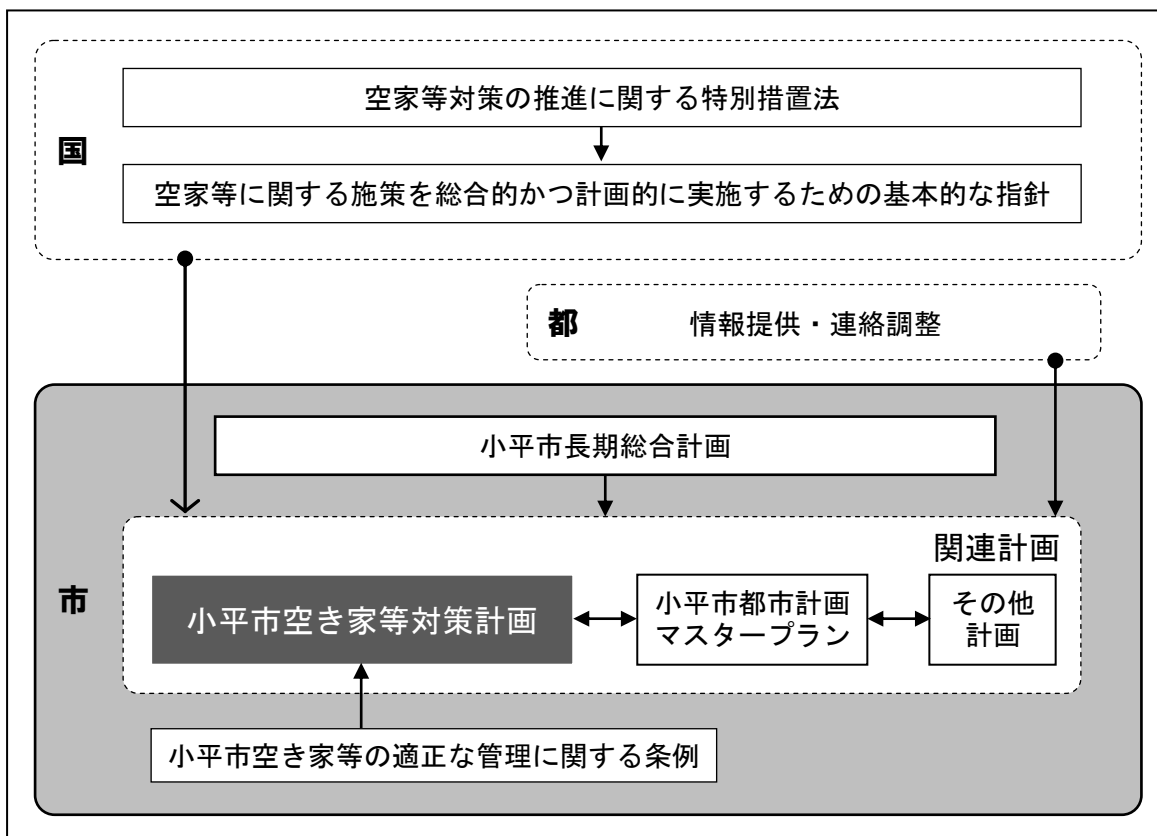 空家等対策の推進に関する特別措置法
国
空家等に関する施策を総合的かつ計画的に実施するための基本的な指針
都
情報提供・連絡調整
小平市長期総合計画
関連計画
市
小平市空き家等対策計画
小平市都市計画
マスタープラン
その他
計画
小平市空き家等の適正な管理に関する条例